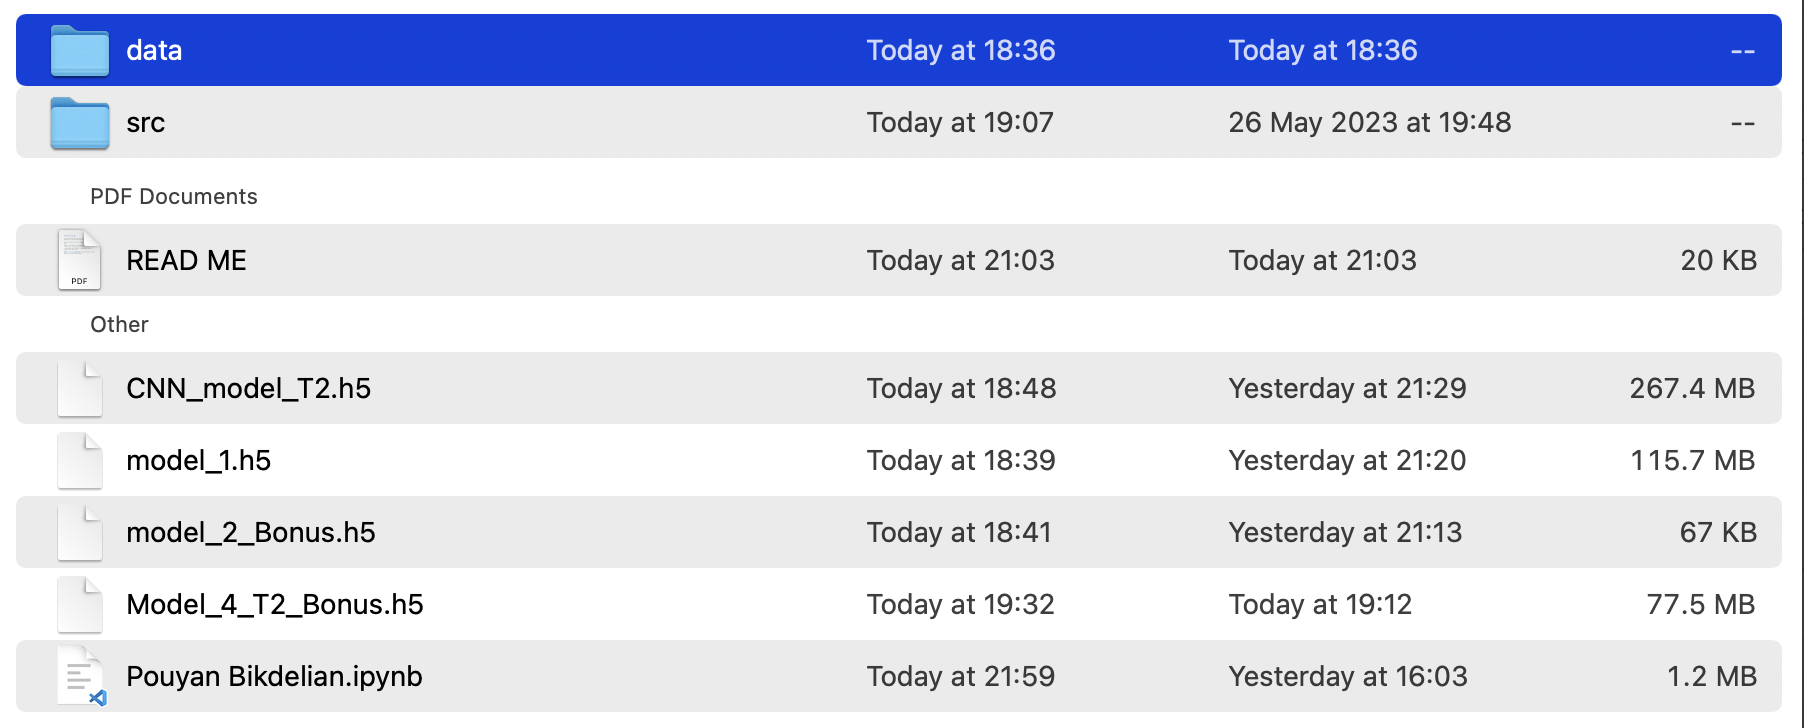 data Today at 18:36 Today at 18:36 --
src Today at 19:07 26 May 2023 at 19:48 --
PDF Documents
PDF
READ ME Today at 21:03 Today at 21:03 20 KB
Other
CNN_model_T2.h5 Today at 18:48 Yesterday at 21:29 267.4 MB
model_1.h5 Today at 18:39 Yesterday at 21:20 115.7 MB
model_2_Bonus.h5 Today at 18:41 Yesterday at 21:13 67 KB
Model_4_T2_Bonus.h5 Today at 19:32 Today at 19:12 77.5 MB
Pouyan Bikdelian.ipynb Today at 21:59 Yesterday at 16:03 1.2 MB